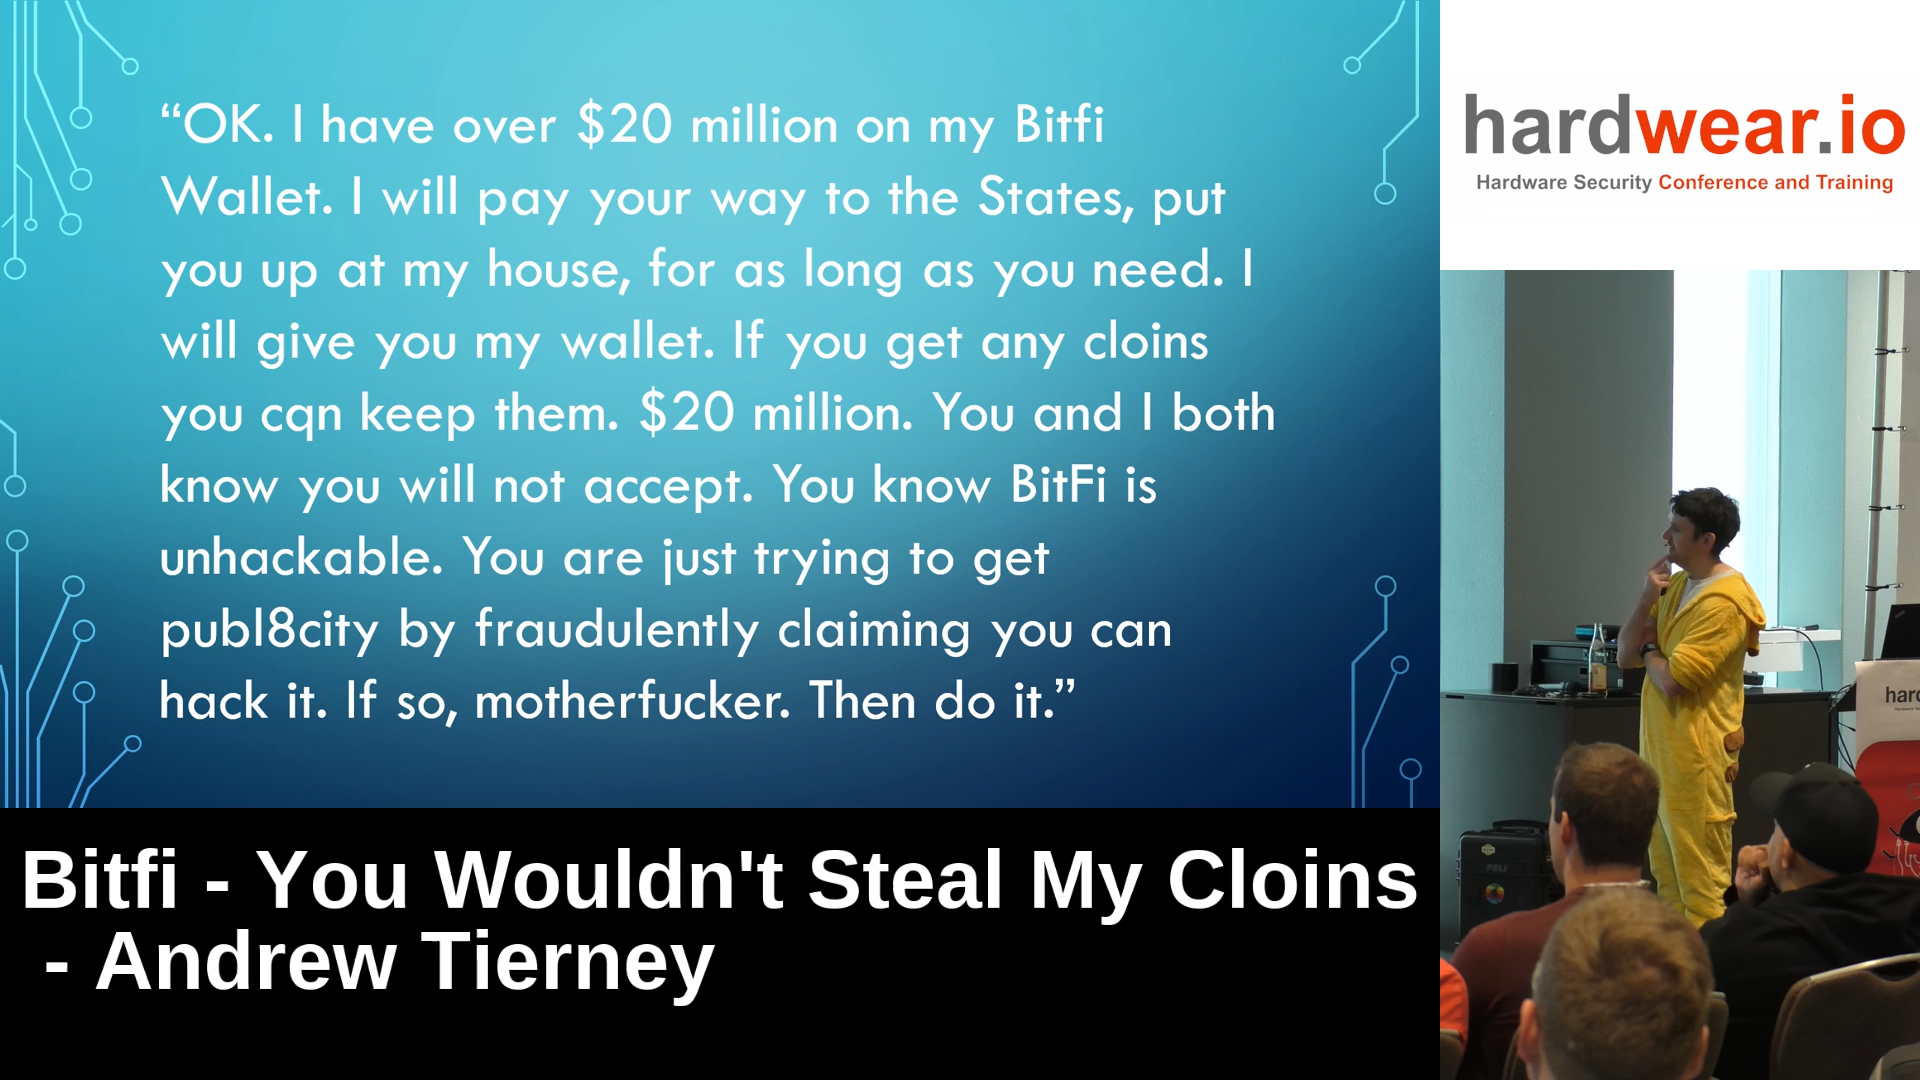 “OK. I have over $20 million on my Bitfi
Wallet. I will pay your way to the States, put
you up at my house, for as long as you need. I
will give you my wallet. If you get any cloins
you cqn keep them. $20 million. You and I both
know you will not accept. You know BitFi is
unhackable. You are just trying to get
publ8city by fraudulently claiming you can
hack it. If so, motherfucker. Then do it.”
hardwear.io
Hardware Security Conference and Training
hard
PELI
Bitfi - You Wouldn't Steal My Cloins
- Andrew Tierney